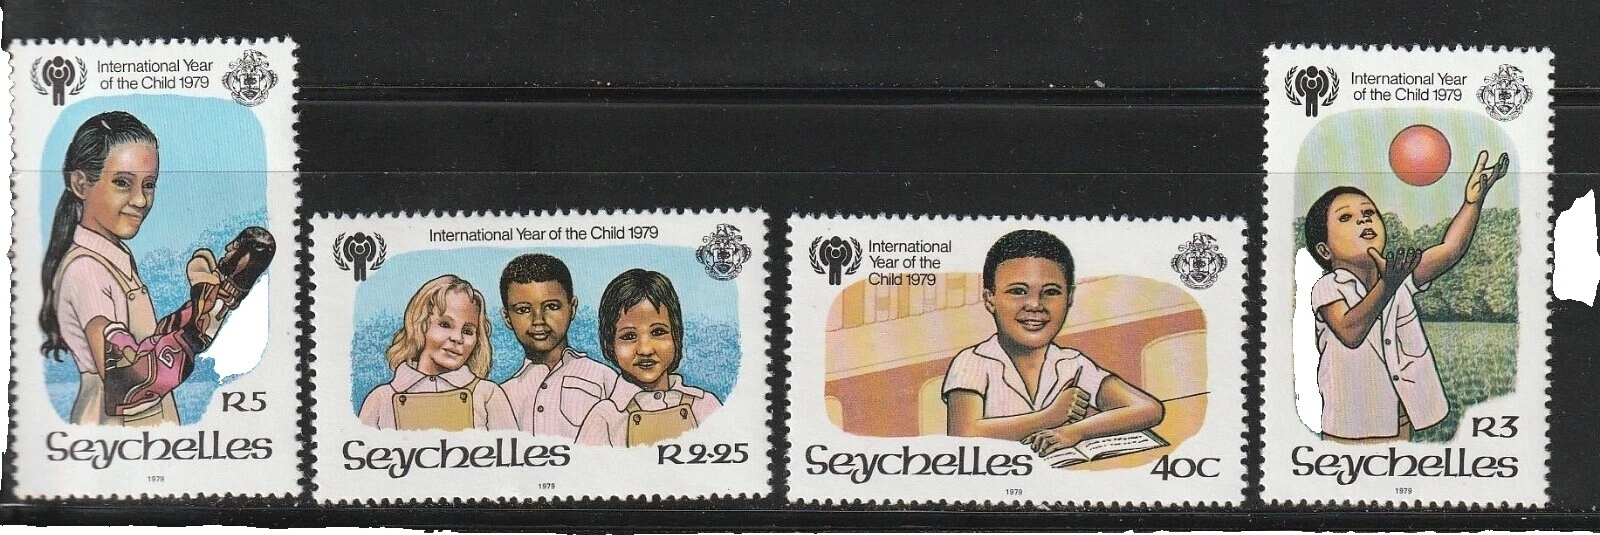 International Year
of the Child 1979
R5
Seychelles
1979
International Year of the Child 1979
Seychelles
R2·25
1979
International
Year of the
Child 1979
Seychelles
40C
1979
International Year
of the Child 1979
R3
Seychelles
1979